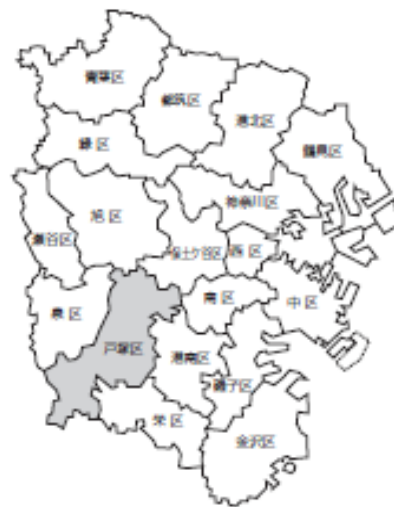 青葉区
都筑区
港北区
鶴見区
緑区
神奈川区
旭区
瀬谷区
保土ケ谷区
西区
南区
中区
泉区
戸塚区
港南区
磯子区
栄区
金沢区